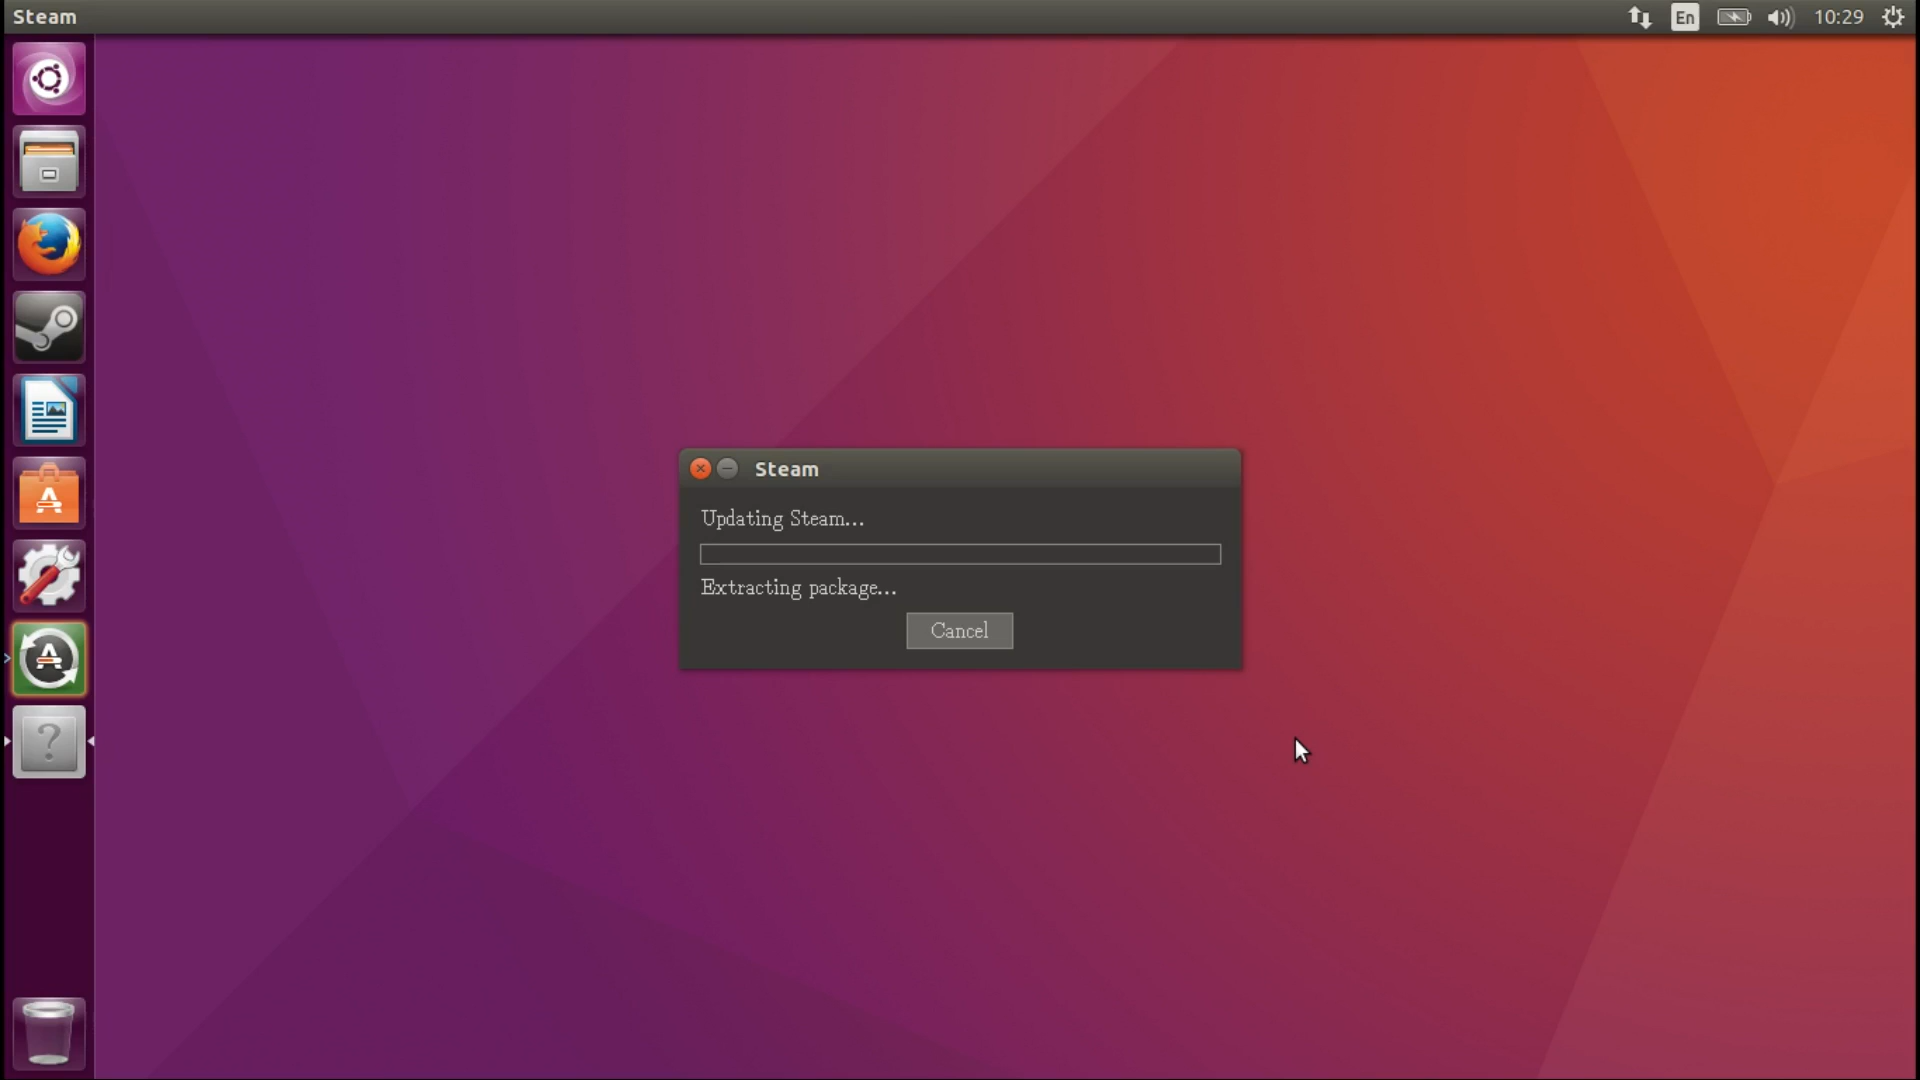 Steam
En
10:29
Steam
Updating Steam...
Extracting package...
Cancel